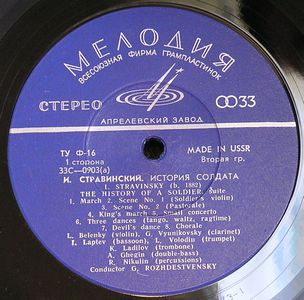 МЕЛОДИЯ
ВСЕСОЮЗНАЯ ФИРМА ГРАМПЛАСТИНОК
СТЕРЕО
33
АПРЕЛЕВСКИЙ ЗАВОД
ТУ Ф-16
MADE IN USSR
1 сторона
Вторая гр.
33С—0903(а)
И. СТРАВИНСКИЙ. ИСТОРИЯ СОЛДАТА
I. STRAVINSKY (b. 1882)
THE HISTORY OF A SOLDIER, suite
1. March 2. Scene No. 1 (Soldier's violin)
3. Scene No. 2 (Pastorale)
4. King's march 5. Small concerto
6. Three dances (tango, waltz, ragtime)
7. Devil's dance 8. Chorale
L. Belenky (violin), G. Vyunikovsky (clarinet)
I. Laptev (bassoon), L. Volodin (trumpet)
K. Ladilov (trombone)
A. Ghegin (double-bass)
R. Nikulin (percussions)
Conductor G. ROZHDESTVENSKY